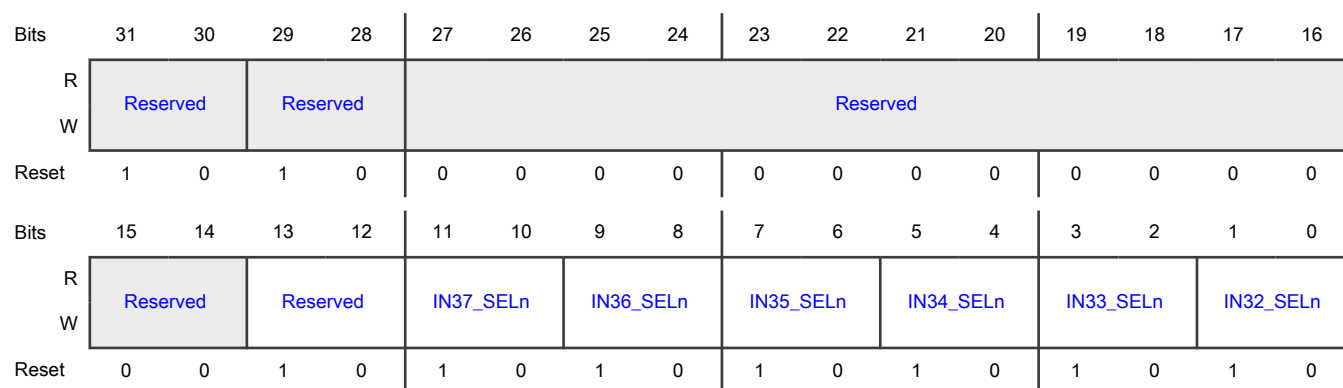 Bits 31 30 29 28 27 26 25 24 23 22 21 20 19 18 17 16
R
Reserved Reserved Reserved
W
Reset 1 0 1 0 0 0 0 0 0 0 0 0 0 0 0 0
Bits 15 14 13 12 11 10 9 8 7 6 5 4 3 2 1 0
R
Reserved Reserved IN37_SELn IN36_SELn IN35_SELn IN34_SELn IN33_SELn IN32_SELn
W
Reset 0 0 1 0 1 0 1 0 1 0 1 0 1 0 1 0